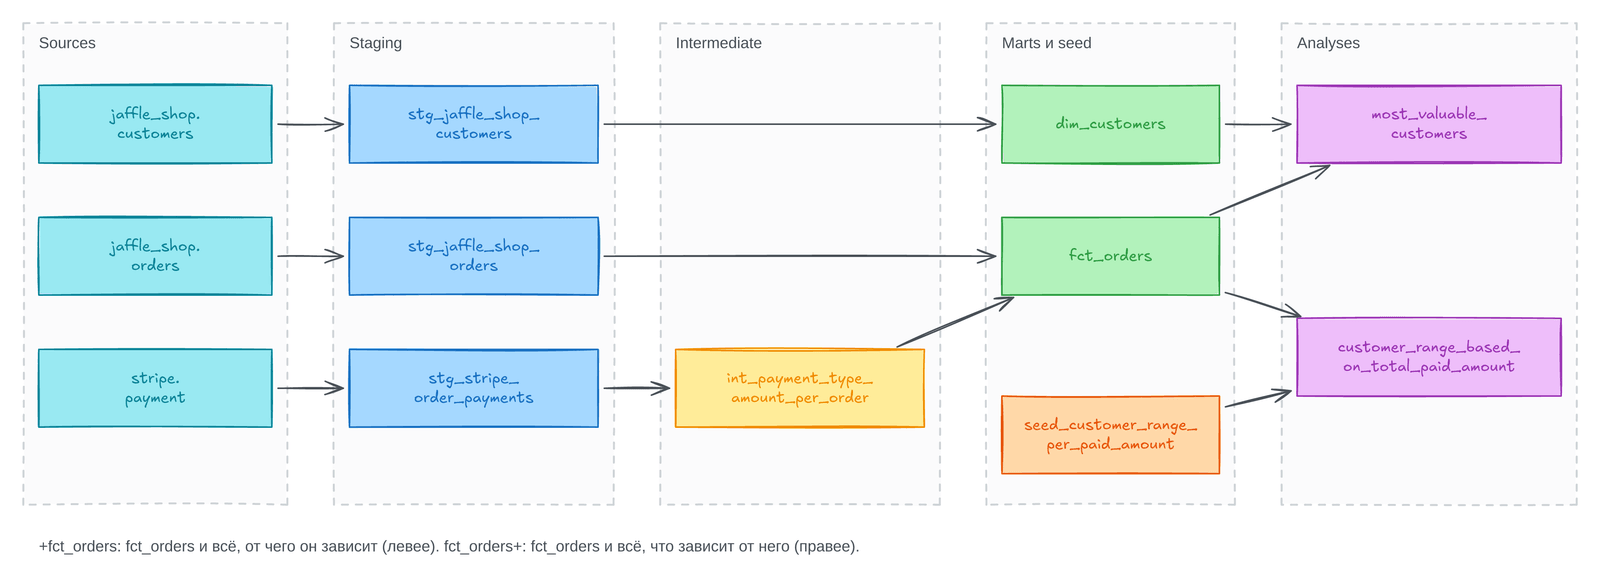 Sources
Staging
Intermediate
Marts и seed
Analyses
jaffle_shop.
customers
stg_jaffle_shop_
customers
dim_customers
most_valuable_
customers
jaffle_shop.
orders
stg_jaffle_shop_
orders
fct_orders
customer_range_based_
on_total_paid_amount
stripe.
payment
stg_stripe_
order_payments
int_payment_type_
amount_per_order
seed_customer_range_
per_paid_amount
+fct_orders: fct_orders и всё, от чего он зависит (левее). fct_orders+: fct_orders и всё, что зависит от него (правее).